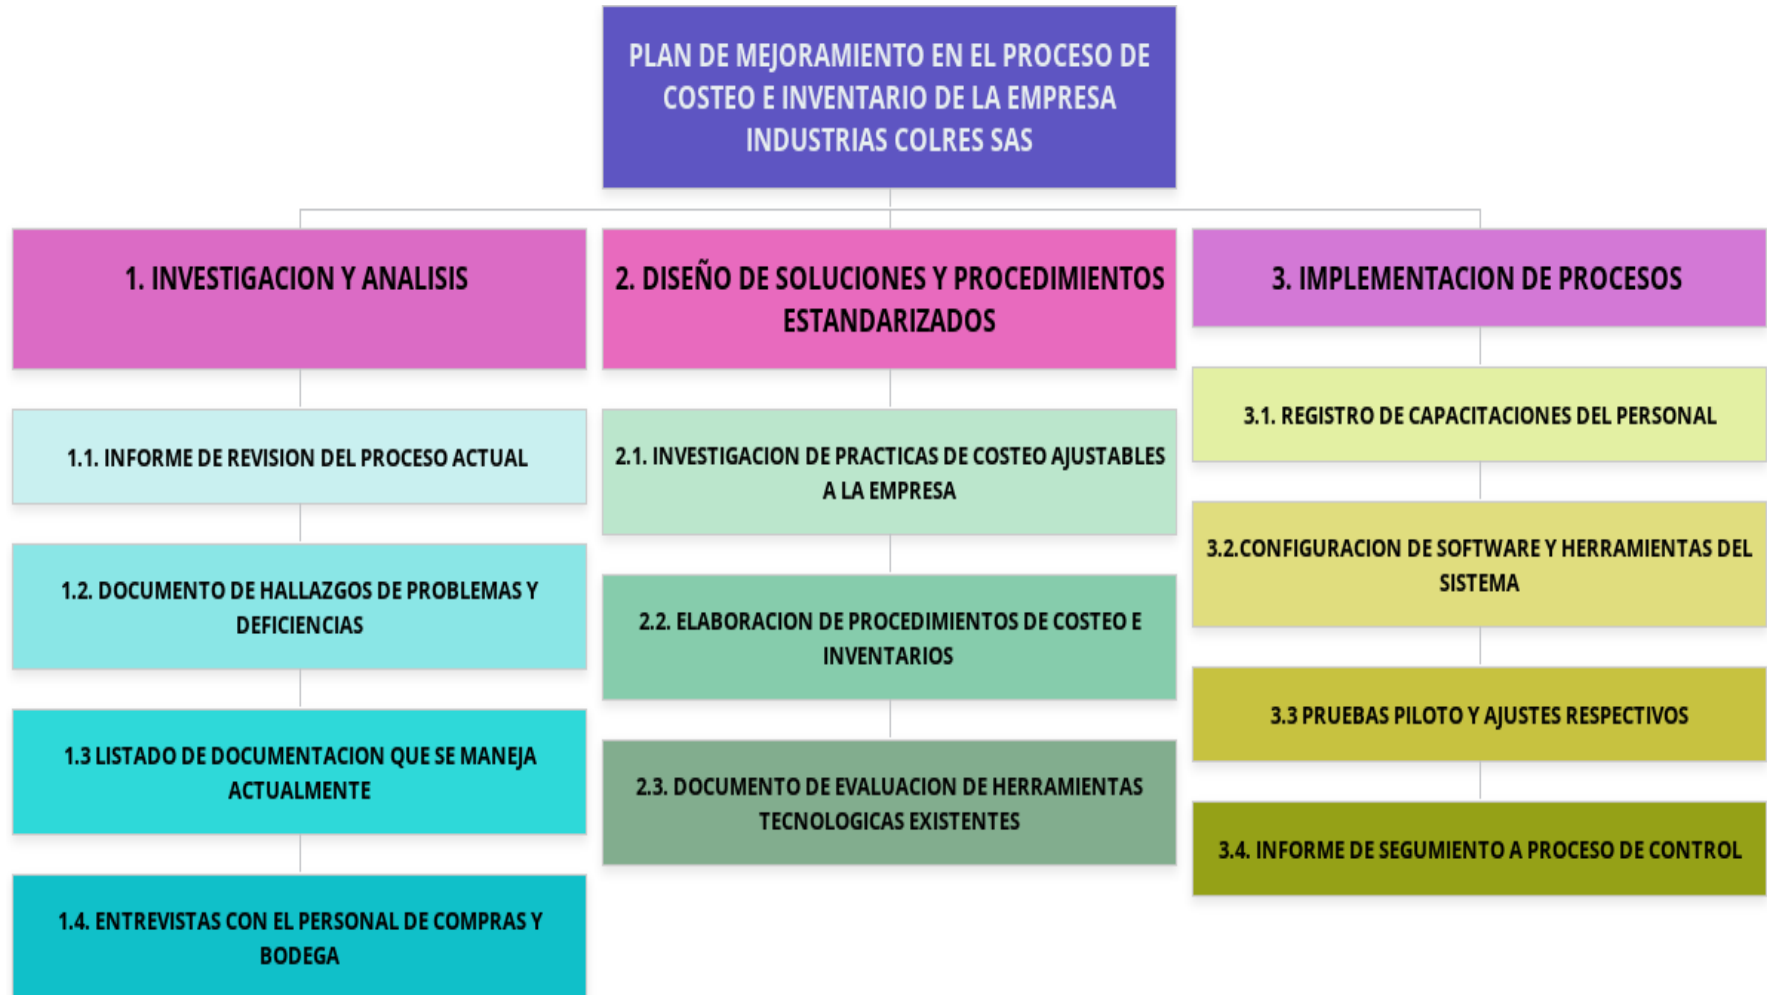 PLAN DE MEJORAMIENTO EN EL PROCESO DE
COSTEO E INVENTARIO DE LA EMPRESA
INDUSTRIAS COLRES SAS
1. INVESTIGACION Y ANALISIS
1.1. INFORME DE REVISION DEL PROCESO ACTUAL
1.2. DOCUMENTO DE HALLAZGOS DE PROBLEMAS Y
DEFICIENCIAS
1.3 LISTADO DE DOCUMENTACION QUE SE MANEJA
ACTUALMENTE
1.4. ENTREVISTAS CON EL PERSONAL DE COMPRAS Y
BODEGA
2. DISEÑO DE SOLUCIONES Y PROCEDIMIENTOS
ESTANDARIZADOS
2.1. INVESTIGACION DE PRACTICAS DE COSTEO AJUSTABLES
A LA EMPRESA
2.2. ELABORACION DE PROCEDIMIENTOS DE COSTEO E
INVENTARIOS
2.3. DOCUMENTO DE EVALUACION DE HERRAMIENTAS
TECNOLOGICAS EXISTENTES
3. IMPLEMENTACION DE PROCESOS
3.1. REGISTRO DE CAPACITACIONES DEL PERSONAL
3.2.CONFIGURACION DE SOFTWARE Y HERRAMIENTAS DEL
SISTEMA
3.3 PRUEBAS PILOTO Y AJUSTES RESPECTIVOS
3.4. INFORME DE SEGUMIENTO A PROCESO DE CONTROL